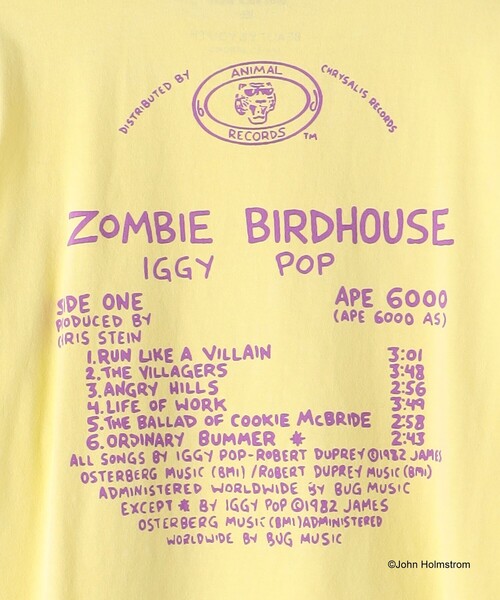 DISTRIBUTED BY
ANIMAL
RECORDS
TM
CHRYSALIS RECORDS
ZOMBIE BIRDHOUSE
IGGY POP
SIDE ONE
PRODUCED BY
CHRIS STEIN
APE 6000
(APE 6000 AS)
1. RUN LIKE A VILLAIN 3:01
2. THE VILLAGERS 3:48
3. ANGRY HILLS 2:56
4. LIFE OF WORK 3:49
5. THE BALLAD OF COOKIE McBRIDE 2:58
6. ORDINARY BUMMER * 2:43
ALL SONGS BY IGGY POP-ROBERT DUPREY ©1982 JAMES
OSTERBERG MUSIC (BMI) /ROBERT DUPREY MUSIC (BMI)
ADMINISTERED WORLDWIDE BY BUG MUSIC
EXCEPT * BY IGGY POP ©1982 JAMES
OSTERBERG MUSIC (BMI) ADMINISTERED
WORLDWIDE BY BUG MUSIC
©John Holmstrom